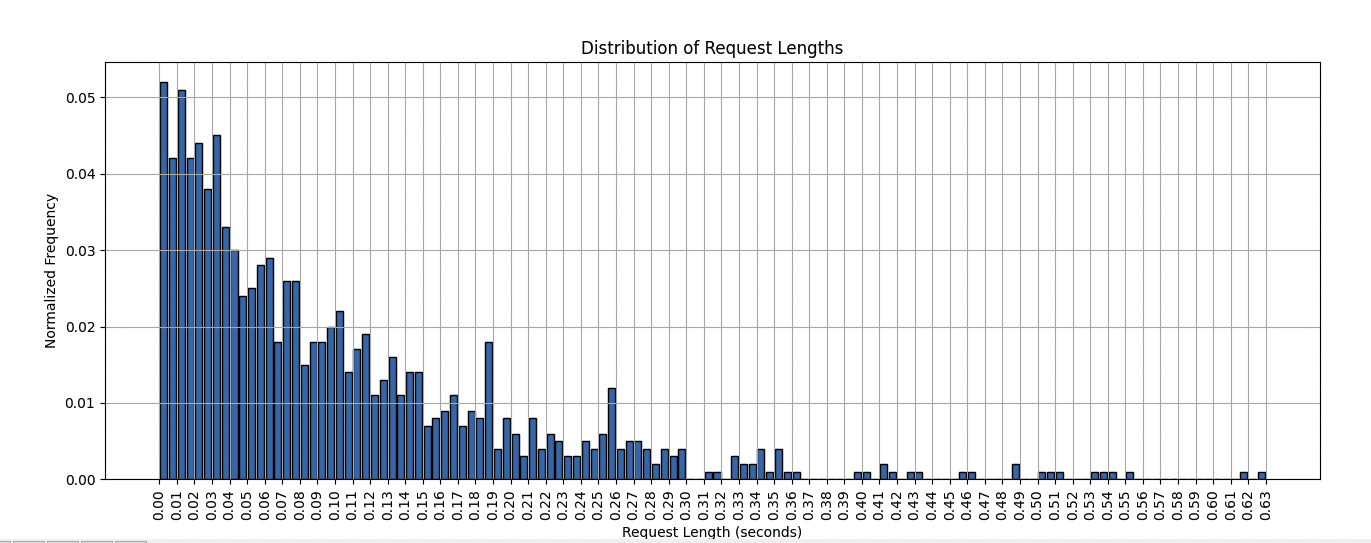 Distribution of Request Lengths
0.05
0.04
0.03
0.02
0.01
0.00
Normalized Frequency
0.00 0.01 0.02 0.03 0.04 0.05 0.06 0.07 0.08 0.09 0.10 0.11 0.12 0.13 0.14 0.15 0.16 0.17 0.18 0.19 0.20 0.21 0.22 0.23 0.24 0.25 0.26 0.27 0.28 0.29 0.30 0.31 0.32 0.33 0.34 0.35 0.36 0.37 0.38 0.39 0.40 0.41 0.42 0.43 0.44 0.45 0.46 0.47 0.48 0.49 0.50 0.51 0.52 0.53 0.54 0.55 0.56 0.57 0.58 0.59 0.60 0.61 0.62 0.63
Request Length (seconds)